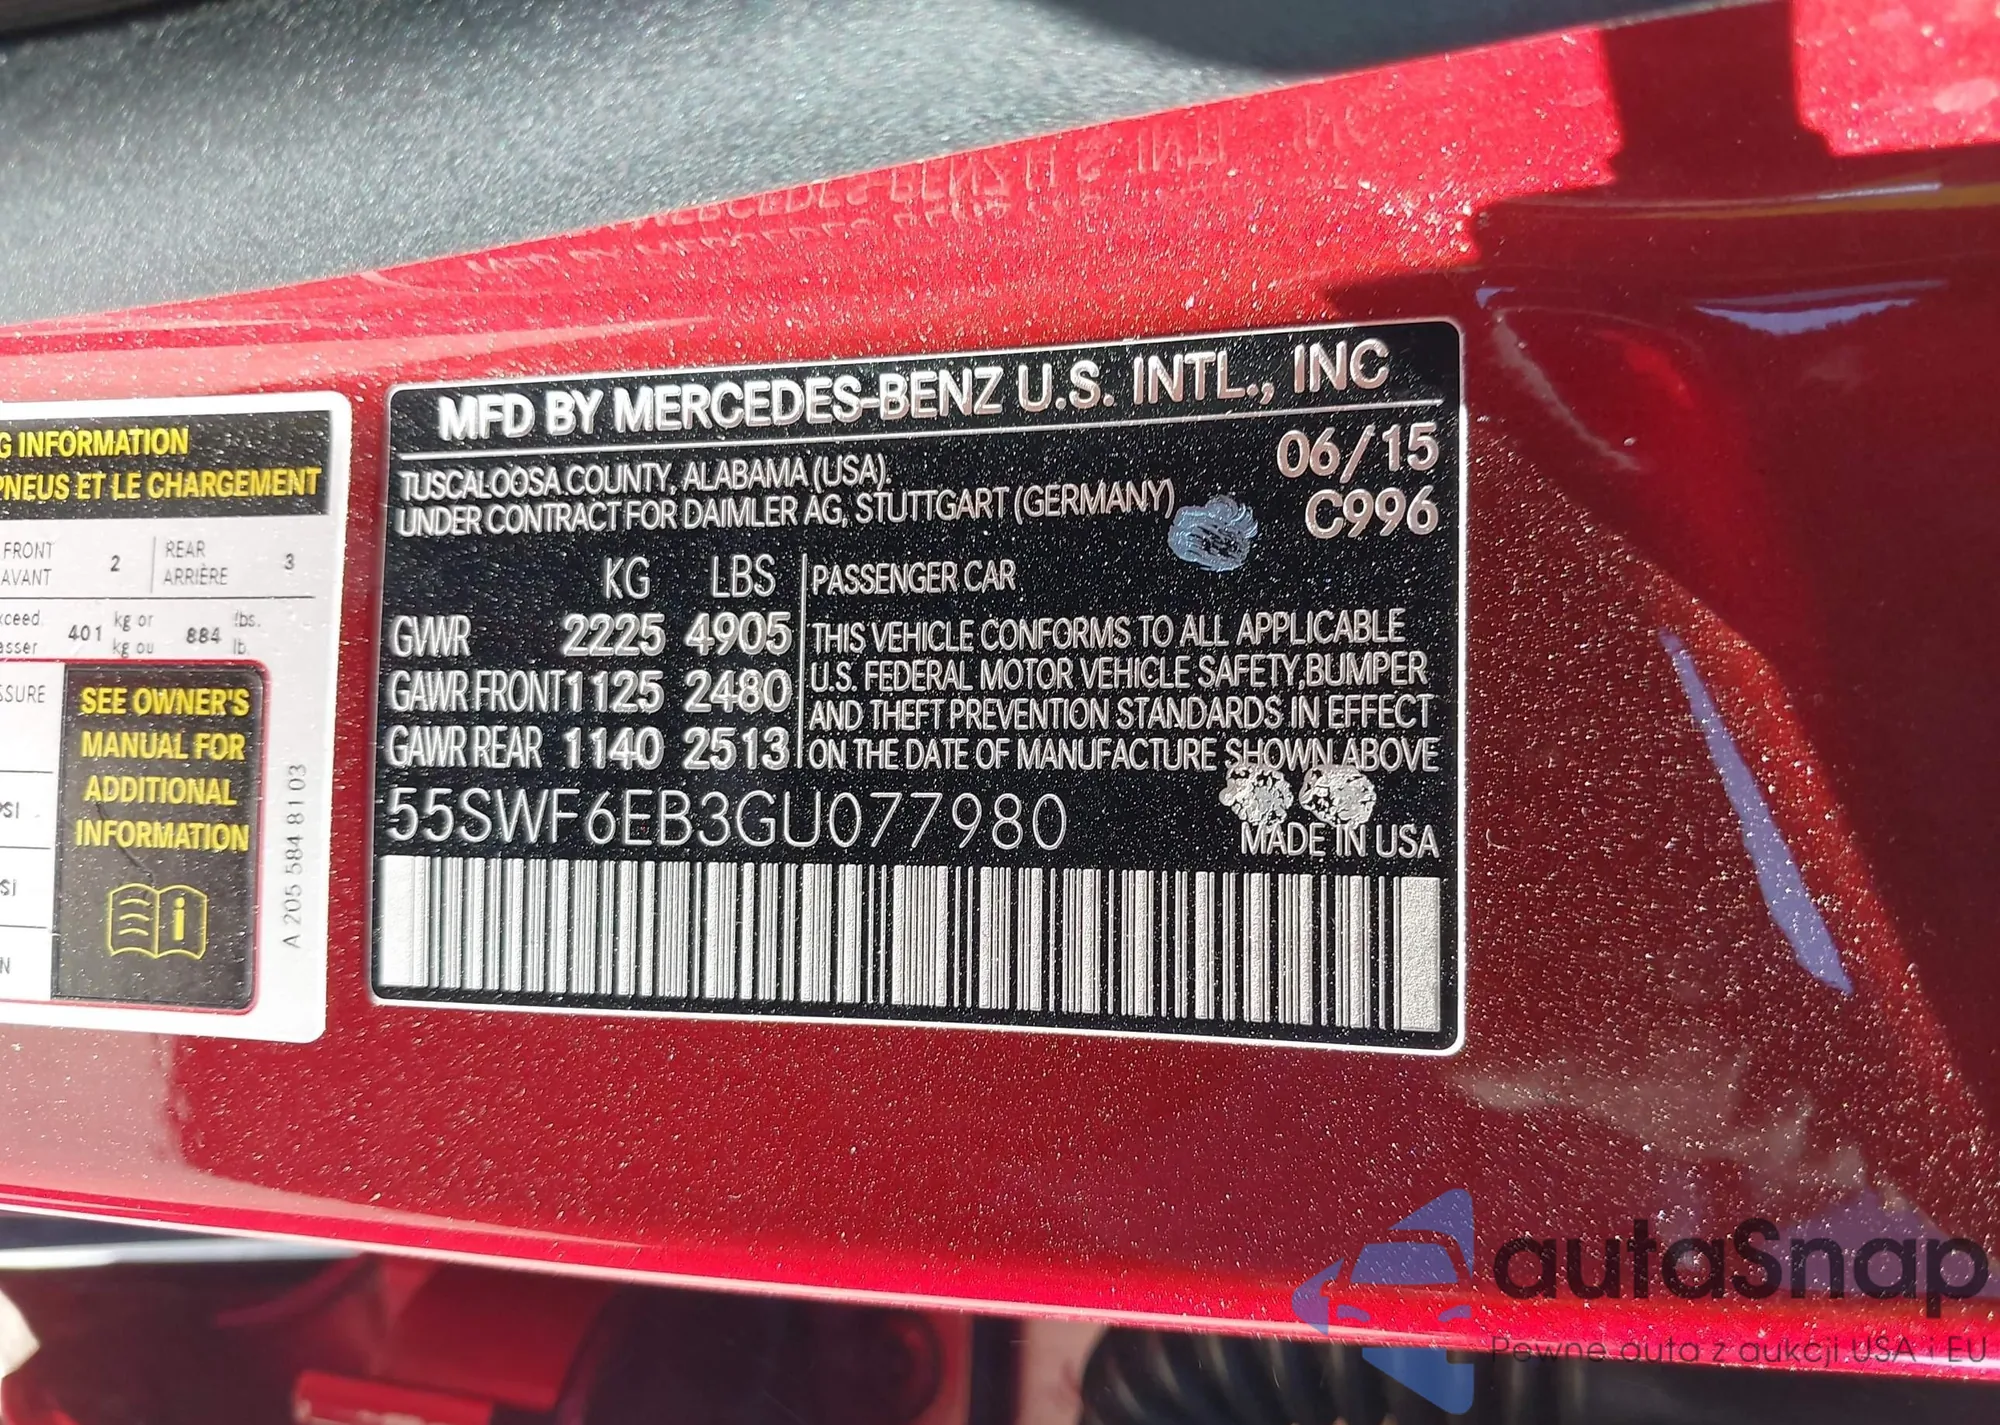 G INFORMATION
PNEUS ET LE CHARGEMENT
FRONT
AVANT
2
REAR
ARRIÈRE
3
401
kg or
kg ou
884
lbs.
lb.
SEE OWNER'S
MANUAL FOR
ADDITIONAL
INFORMATION
i
A 205 584 81 03
MFD BY MERCEDES-BENZ U.S. INTL., INC
06/15
TUSCALOOSA COUNTY, ALABAMA (USA).
UNDER CONTRACT FOR DAIMLER AG, STUTTGART (GERMANY)
C996
KG LBS
GVWR 2225 4905
GAWR FRONT 1125 2480
GAWR REAR 1140 2513
PASSENGER CAR
THIS VEHICLE CONFORMS TO ALL APPLICABLE
U.S. FEDERAL MOTOR VEHICLE SAFETY, BUMPER
AND THEFT PREVENTION STANDARDS IN EFFECT
ON THE DATE OF MANUFACTURE SHOWN ABOVE
55SWF6EB3GU077980
MADE IN USA
autaSnap
Pewne auta z aukcji USA i EU